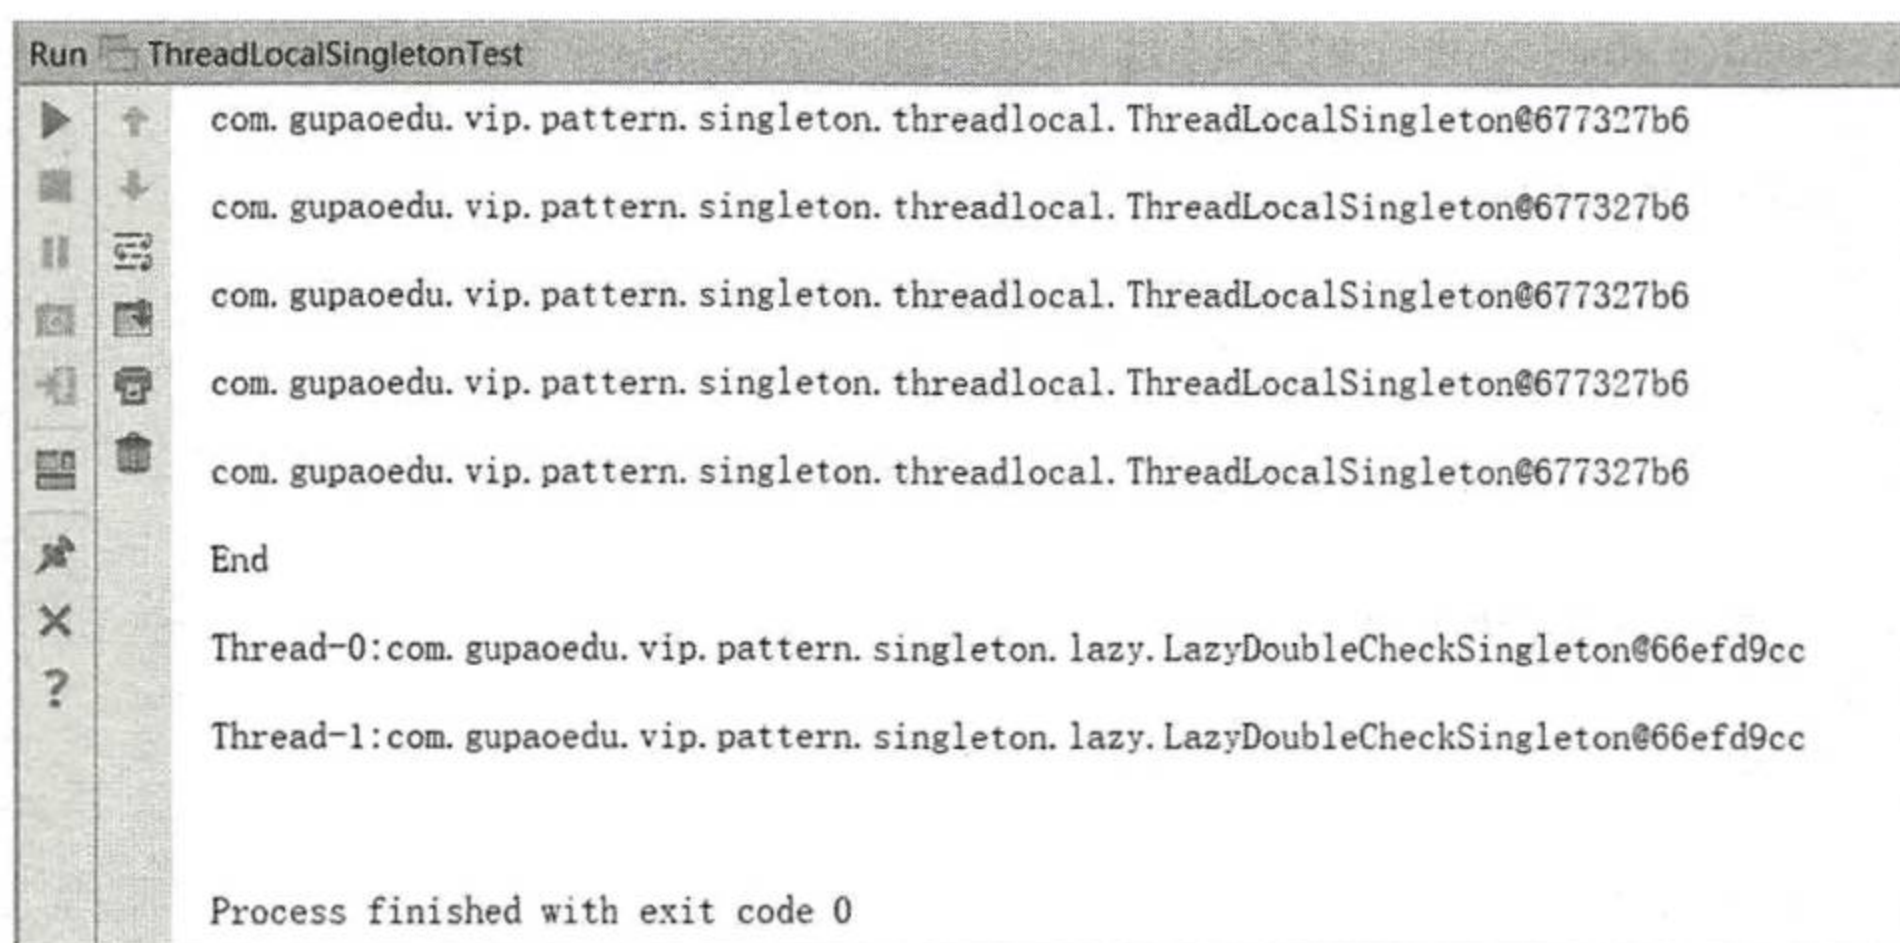 Run ThreadLocalSingletonTest
com.gupaoedu.vip.pattern.singleton.threadlocal.ThreadLocalSingleton@677327b6
com.gupaoedu.vip.pattern.singleton.threadlocal.ThreadLocalSingleton@677327b6
com.gupaoedu.vip.pattern.singleton.threadlocal.ThreadLocalSingleton@677327b6
com.gupaoedu.vip.pattern.singleton.threadlocal.ThreadLocalSingleton@677327b6
com.gupaoedu.vip.pattern.singleton.threadlocal.ThreadLocalSingleton@677327b6
End
Thread-0:com.gupaoedu.vip.pattern.singleton.lazy.LazyDoubleCheckSingleton@66efd9cc
Thread-1:com.gupaoedu.vip.pattern.singleton.lazy.LazyDoubleCheckSingleton@66efd9cc
Process finished with exit code 0